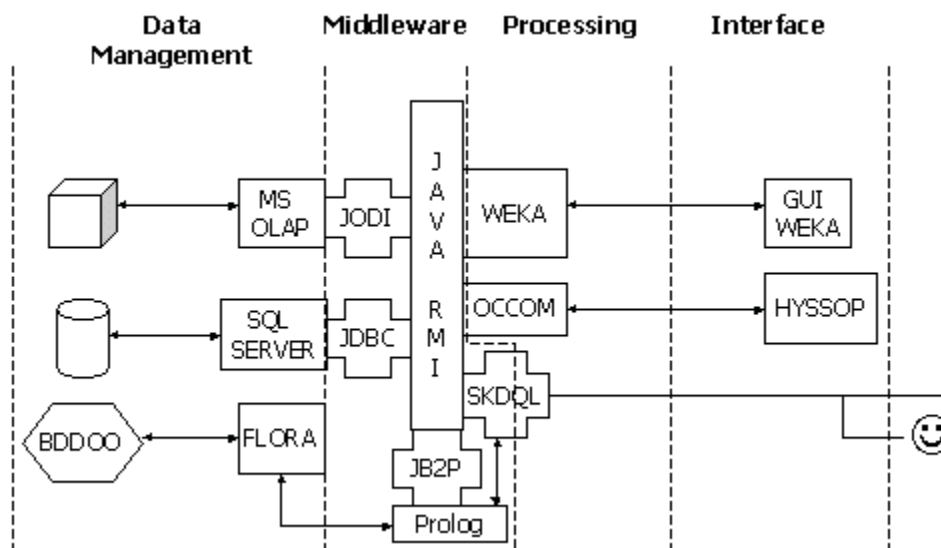 Data
Management
Middleware
Processing
Interface
J
A
V
A
R
M
I
MS
OLAP
JODI
WEKA
GUI
WEKA
SQL
SERVER
JDBC
OCCOM
HYSSOP
SKDQL
BDDOO
FLORA
JB2P
Prolog